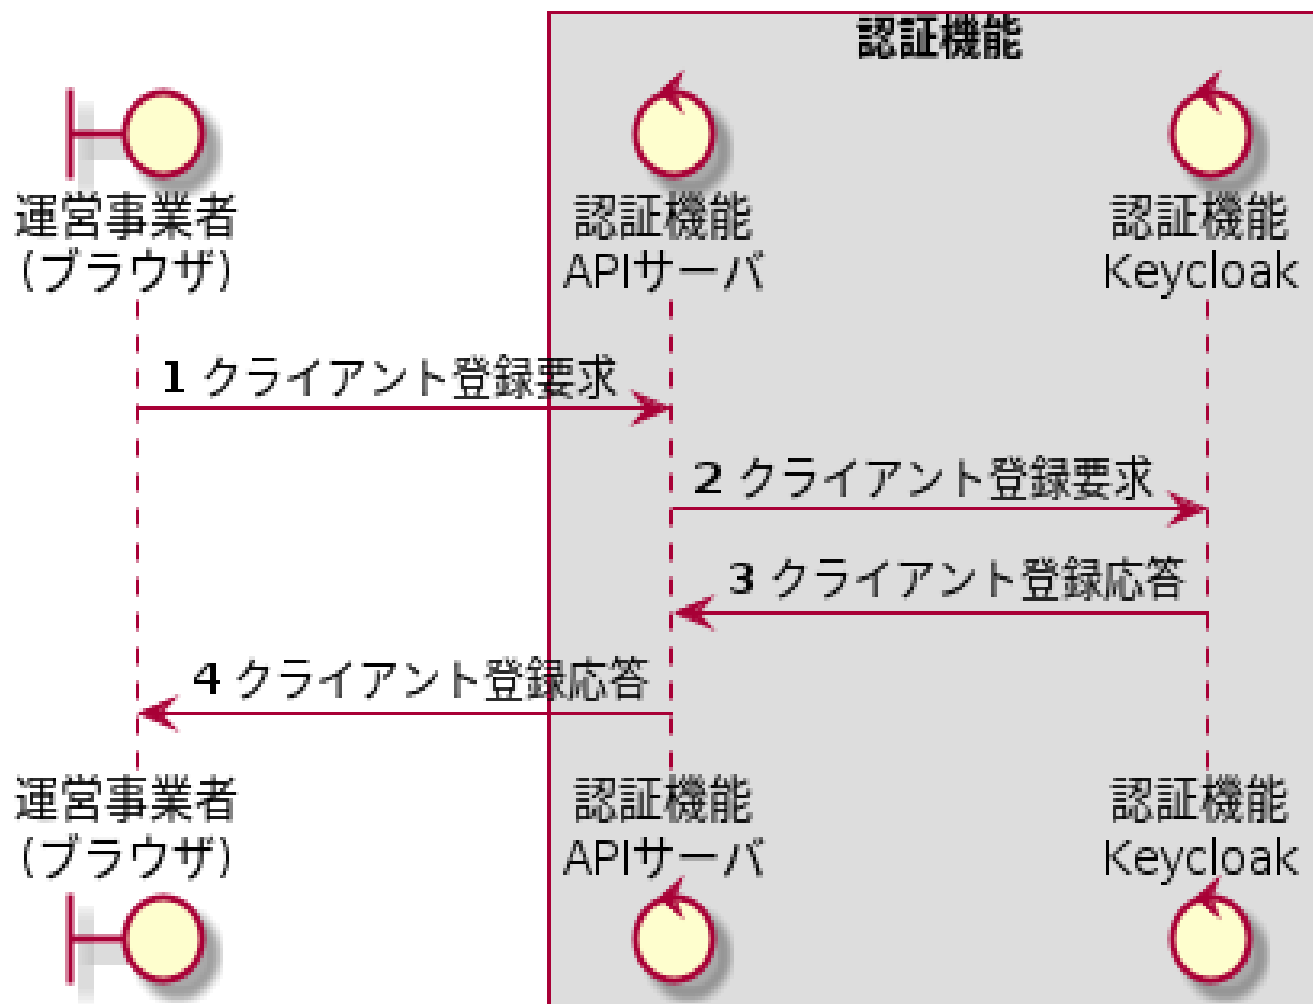 認証機能
運営事業者
(ブラウザ)
認証機能
APIサーバ
認証機能
Keycloak
1 クライアント登録要求
2 クライアント登録要求
3 クライアント登録応答
4 クライアント登録応答
運営事業者
(ブラウザ)
認証機能
APIサーバ
認証機能
Keycloak